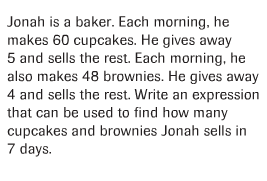 Jonah is a baker. Each morning, he
makes 60 cupcakes. He gives away
5 and sells the rest. Each morning, he
also makes 48 brownies. He gives away
4 and sells the rest. Write an expression
that can be used to find how many
cupcakes and brownies Jonah sells in
7 days.